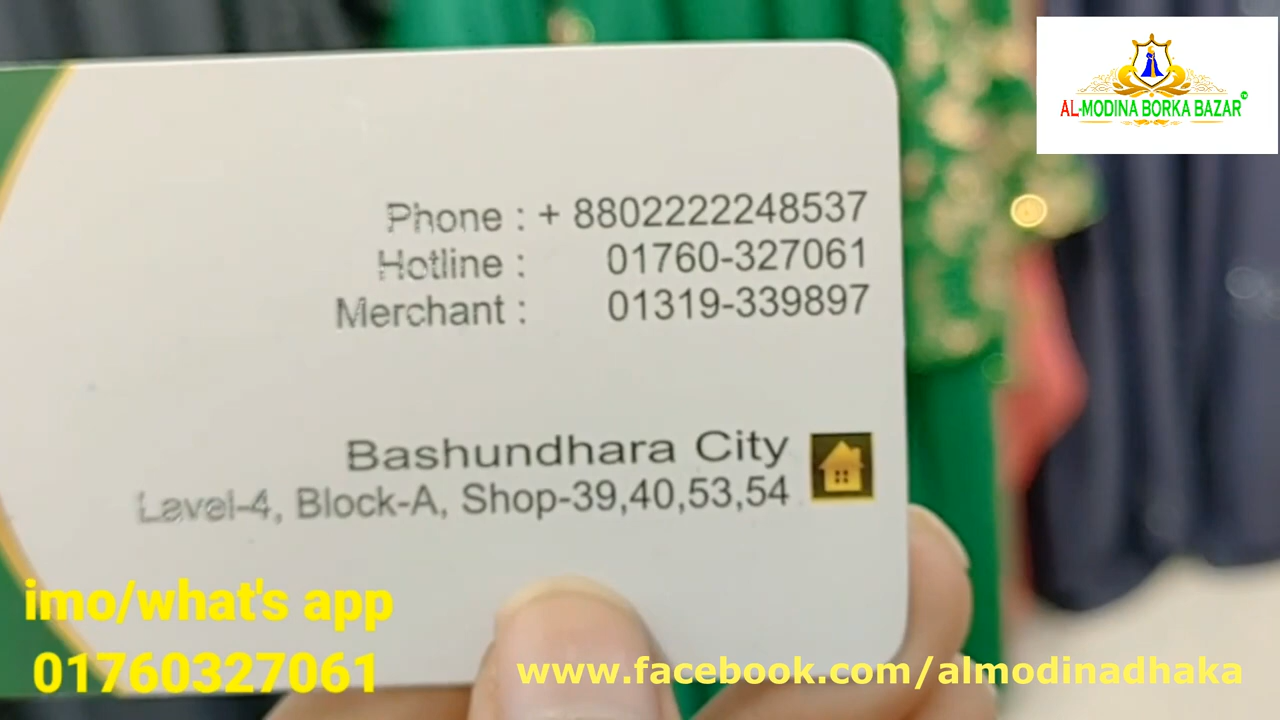 AL-MODINA BORKA BAZAR
Phone : + 8802222248537
Hotline : 01760-327061
Merchant : 01319-339897
Bashundhara City
Lavel-4, Block-A, Shop-39,40,53,54
imo/what's app
01760327061
www.facebook.com/almodinadhaka